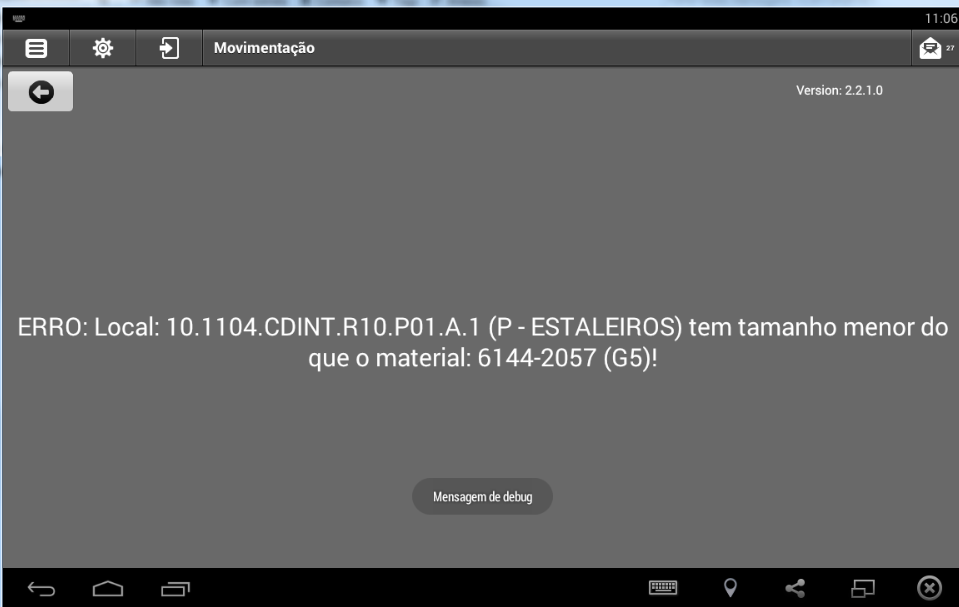 11:06
Movimentação
27
Version: 2.2.1.0
ERRO: Local: 10.1104.CDINT.R10.P01.A.1 (P - ESTALEIROS) tem tamanho menor do
que o material: 6144-2057 (G5)!
Mensagem de debug